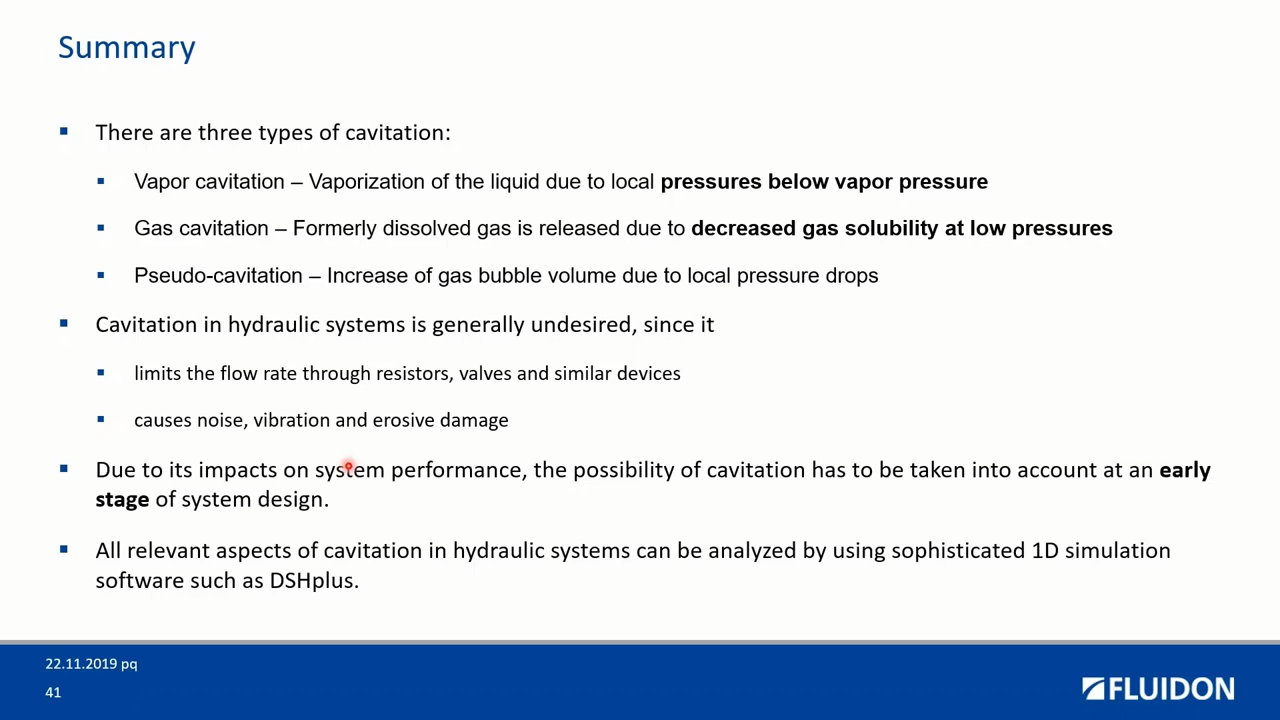 Summary
There are three types of cavitation:
Vapor cavitation – Vaporization of the liquid due to local pressures below vapor pressure
Gas cavitation – Formerly dissolved gas is released due to decreased gas solubility at low pressures
Pseudo-cavitation – Increase of gas bubble volume due to local pressure drops
Cavitation in hydraulic systems is generally undesired, since it
limits the flow rate through resistors, valves and similar devices
causes noise, vibration and erosive damage
Due to its impacts on system performance, the possibility of cavitation has to be taken into account at an early
stage of system design.
All relevant aspects of cavitation in hydraulic systems can be analyzed by using sophisticated 1D simulation
software such as DSHplus.
22.11.2019 pq
41
FLUIDON